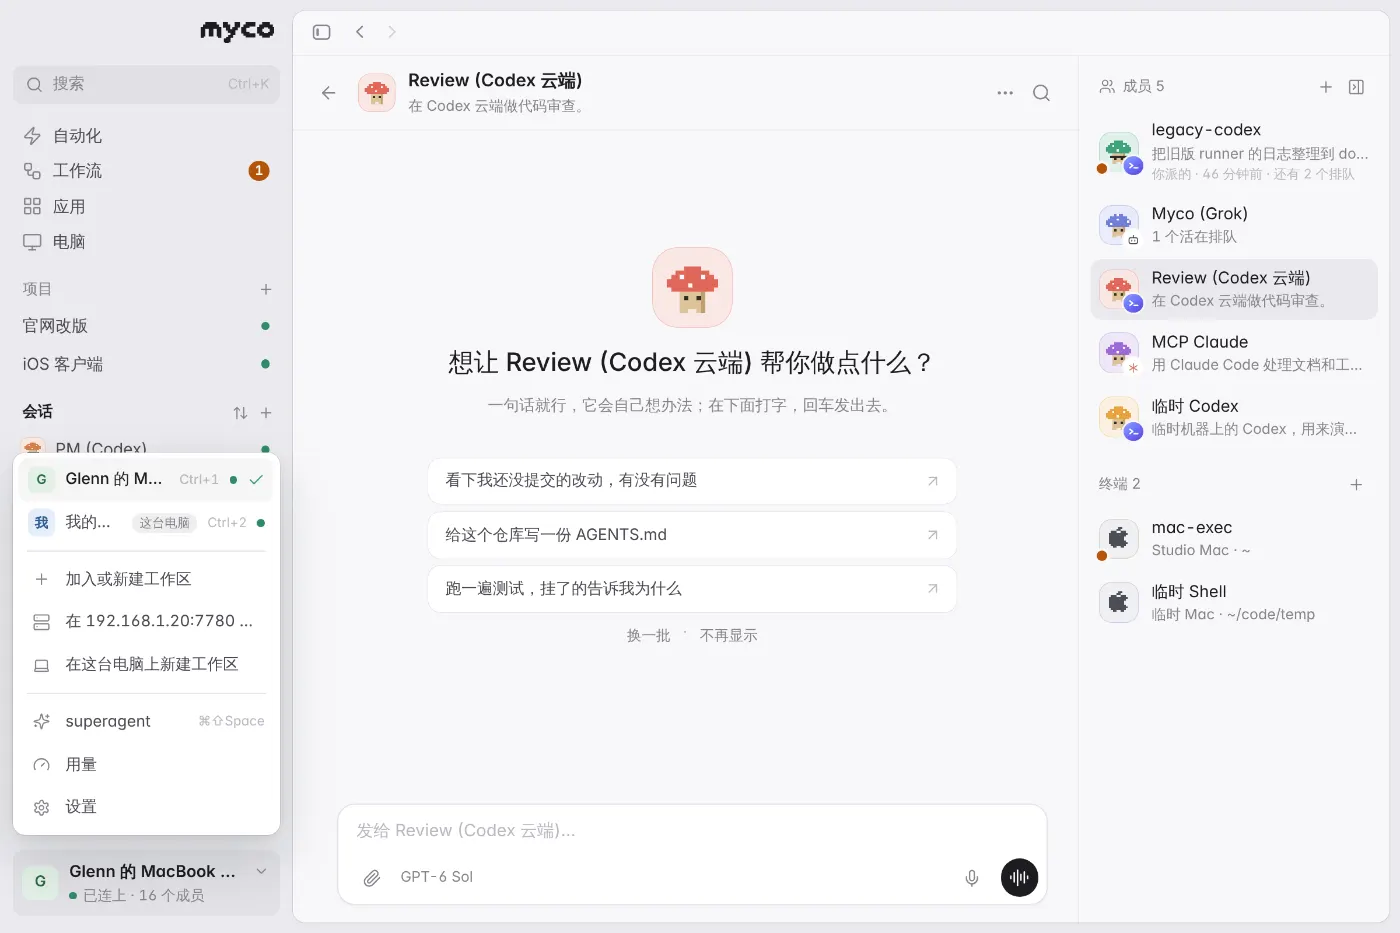 myco
搜索 Ctrl+K
自动化
工作流 1
应用
电脑
项目
官网改版
iOS 客户端
会话
PM (Codex)
G Glenn 的 M... Ctrl+1
我 我的... 这台电脑 Ctrl+2
加入或新建工作区
在 192.168.1.20:7780 ...
在这台电脑上新建工作区
superagent ⌘⇧Space
用量
设置
G Glenn 的 MacBook ...
已连上 · 16 个成员
Review (Codex 云端)
在 Codex 云端做代码审查。
想让 Review (Codex 云端) 帮你做点什么？
一句话就行，它会自己想办法；在下面打字，回车发出去。
看下我还没提交的改动，有没有问题
给这个仓库写一份 AGENTS.md
跑一遍测试，挂了的告诉我为什么
换一批 · 不再显示
发给 Review (Codex 云端)...
GPT-6 Sol
成员 5
legacy-codex
把旧版 runner 的日志整理到 do...
你派的 · 46 分钟前 · 还有 2 个排队
Myco (Grok)
1 个活在排队
Review (Codex 云端)
在 Codex 云端做代码审查。
MCP Claude
用 Claude Code 处理文档和工...
临时 Codex
临时机器上的 Codex，用来演...
终端 2
mac-exec
Studio Mac · ~
临时 Shell
临时 Mac · ~/code/temp